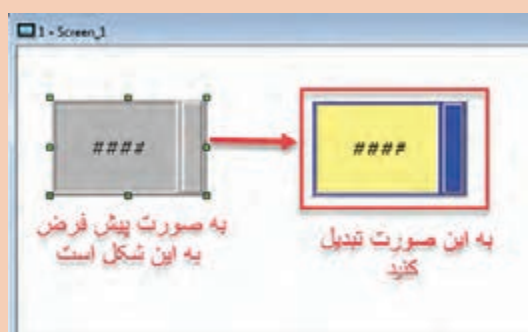 1 - Screen_1
####
####
به صورت پیش فرض
به این شکل است
به این صورت تبدیل
کنید